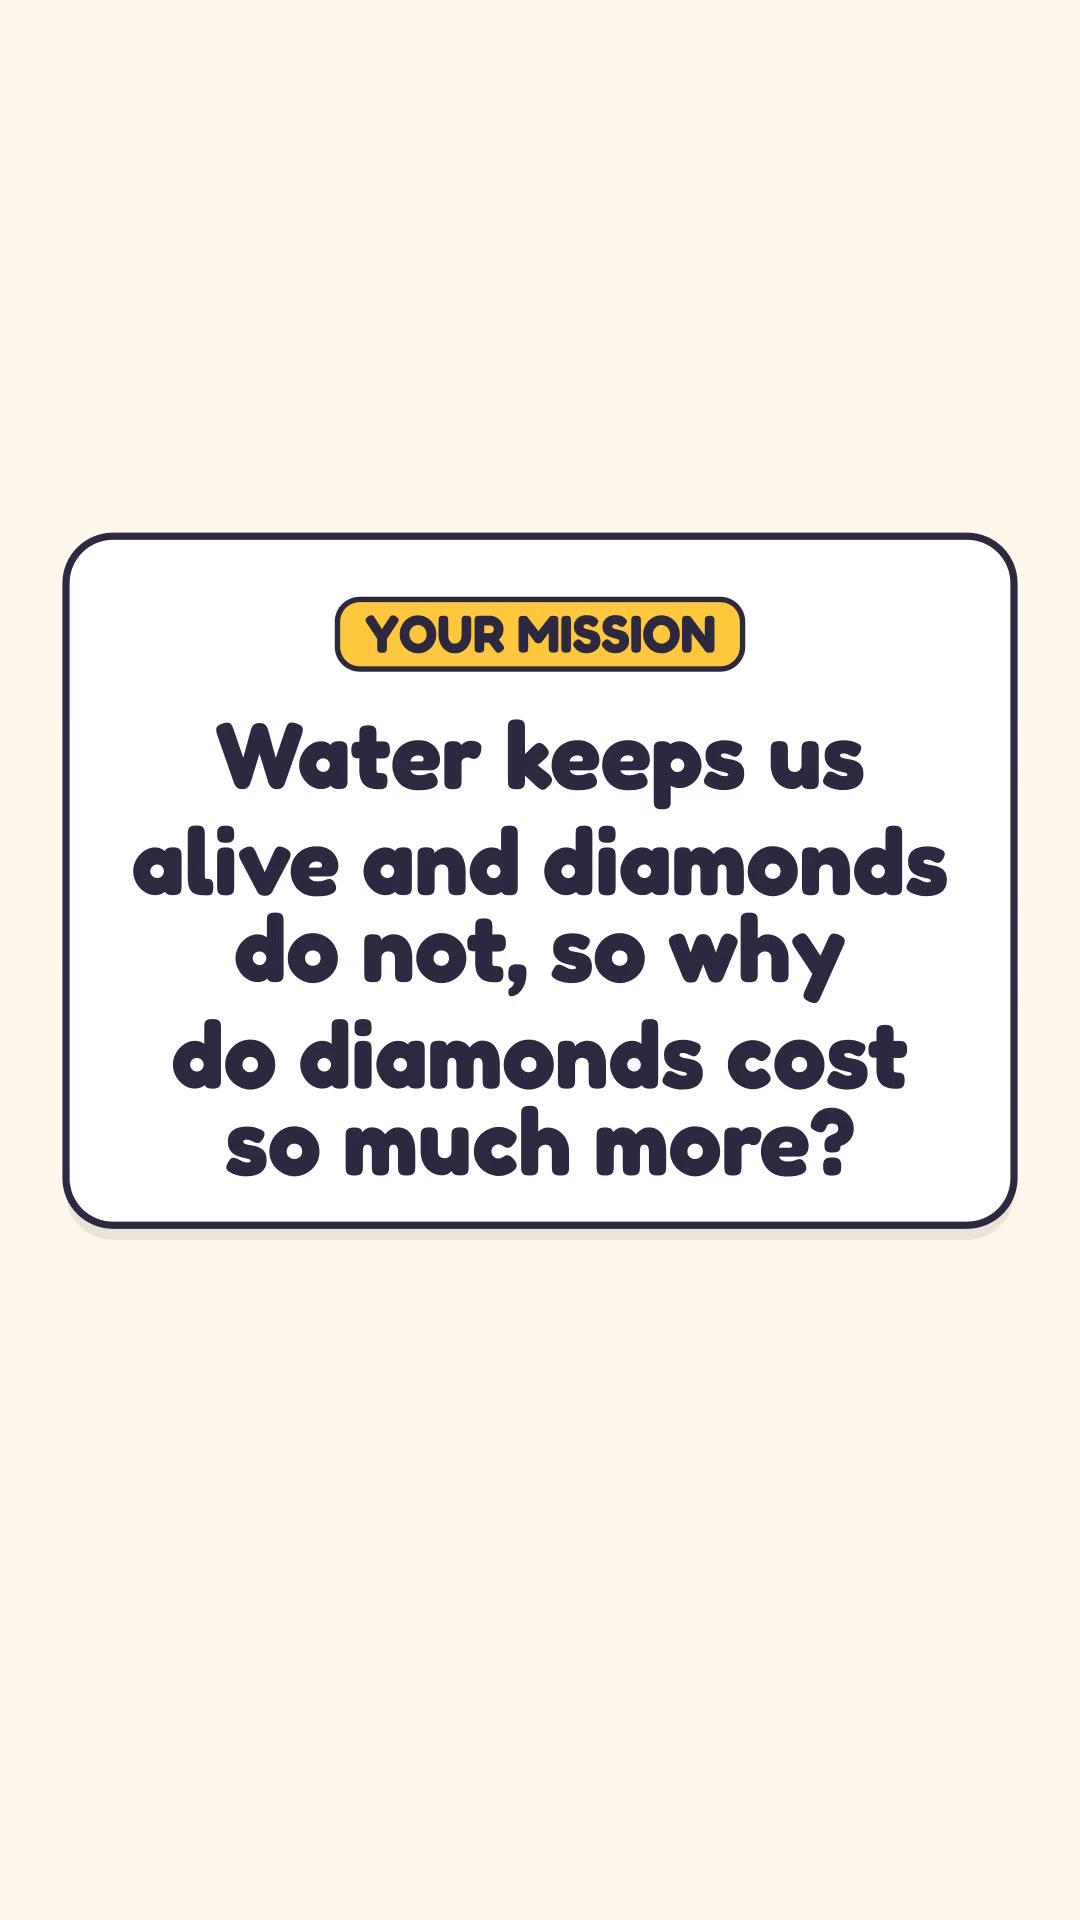 YOUR MISSION
Water keeps us
alive and diamonds
do not, so why
do diamonds cost
so much more?